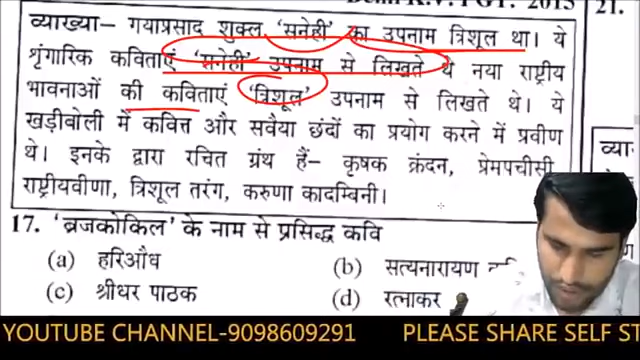 2015
21.
व्याख्या– गयाप्रसाद शुक्ल 'सनेही' का उपनाम त्रिशूल था। ये
श्रृंगारिक कविताएं 'सनेही' उपनाम से लिखते थे नया राष्ट्रीय
भावनाओं की कविताएं 'त्रिशूल' उपनाम से लिखते थे। ये
खड़ीबोली में कवित्त और सवैया छंदों का प्रयोग करने में प्रवीण
थे। इनके द्वारा रचित ग्रंथ हैं– कृषक क्रंदन, प्रेमपचीसी
राष्ट्रीयवीणा, त्रिशूल तरंग, करुणा कादम्बिनी।
17. 'ब्रजकोकिल' के नाम से प्रसिद्ध कवि
(a) हरिऔध
(b) सत्यनारायण
(c) श्रीधर पाठक
(d) रत्नाकर
YOUTUBE CHANNEL-9098609291 PLEASE SHARE SELF ST